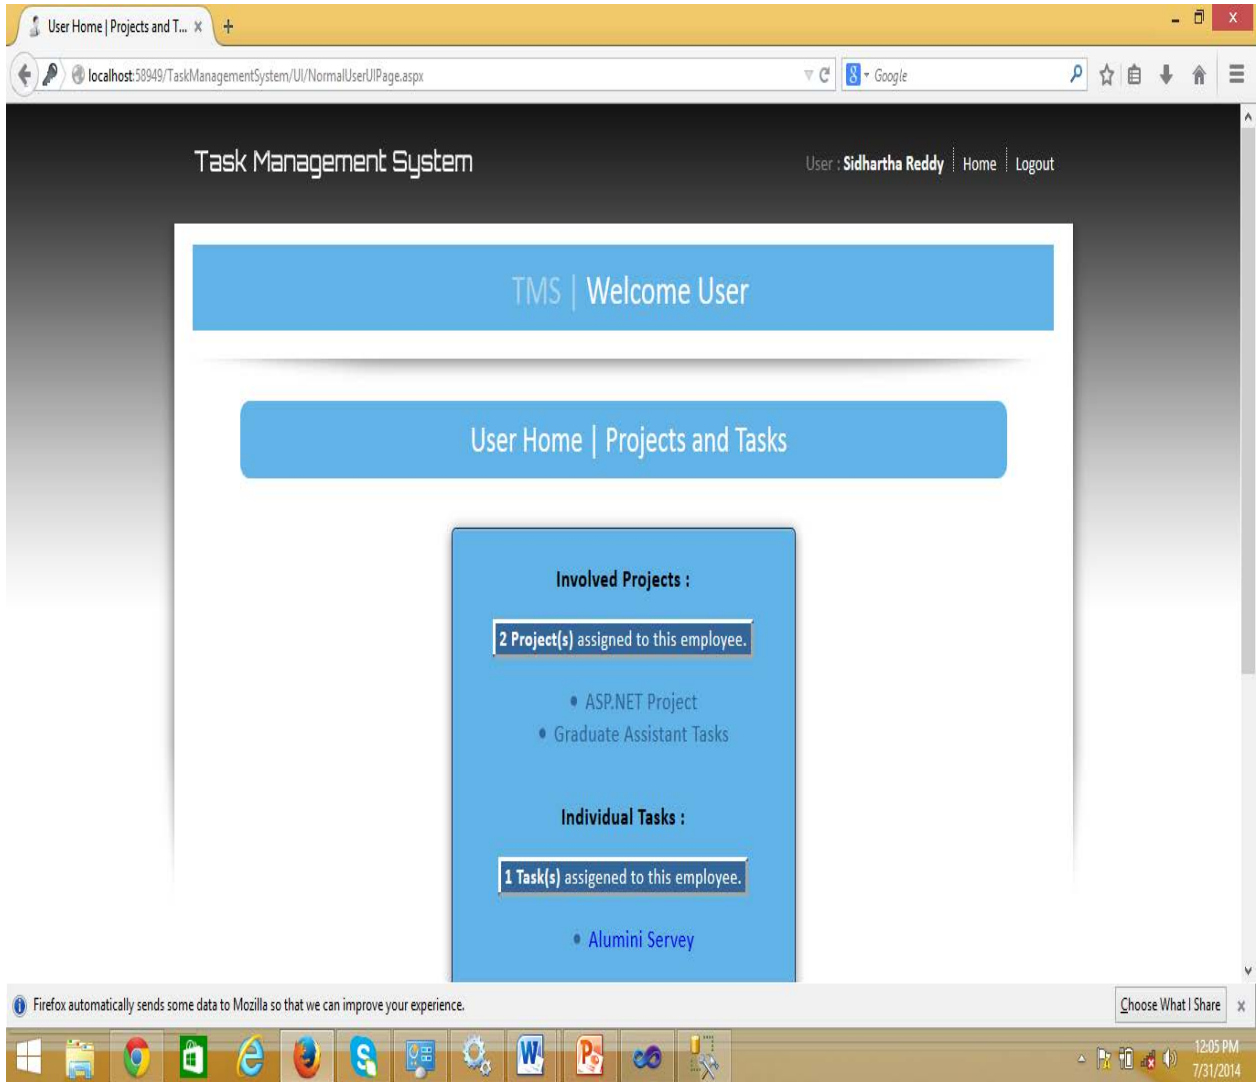 User Home | Projects and T...
localhost:58949/TaskManagementSystem/UI/NormalUserUIPage.aspx
Google
Task Management System
User : Sidhartha Reddy Home Logout
TMS | Welcome User
User Home | Projects and Tasks
Involved Projects :
2 Project(s) assigned to this employee.
• ASP.NET Project
• Graduate Assistant Tasks
Individual Tasks :
1 Task(s) assigened to this employee.
• Alumini Servey
Firefox automatically sends some data to Mozilla so that we can improve your experience.
Choose What I Share
12:05 PM
7/31/2014